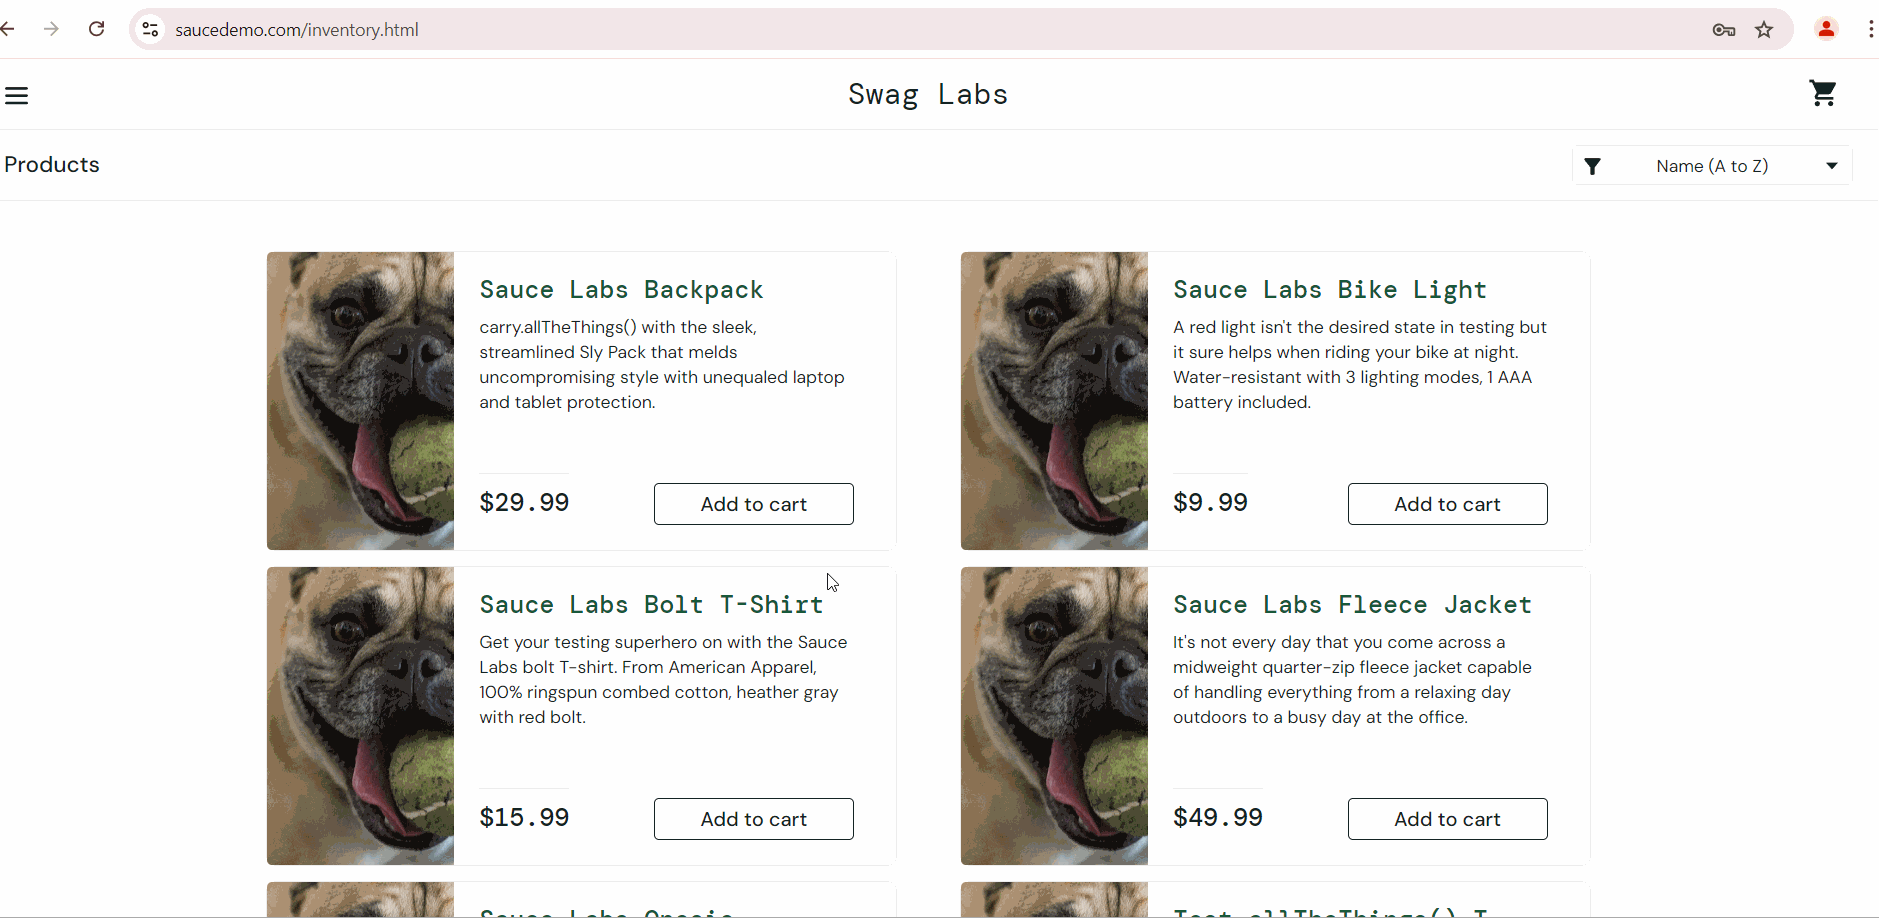 saucedemo.com/inventory.html
Swag Labs
Products
Name (A to Z)
Sauce Labs Backpack
carry.allTheThings() with the sleek,
streamlined Sly Pack that melds
uncompromising style with unequaled laptop
and tablet protection.
$29.99
Add to cart
Sauce Labs Bike Light
A red light isn't the desired state in testing but
it sure helps when riding your bike at night.
Water-resistant with 3 lighting modes, 1 AAA
battery included.
$9.99
Add to cart
Sauce Labs Bolt T-Shirt
Get your testing superhero on with the Sauce
Labs bolt T-shirt. From American Apparel,
100% ringspun combed cotton, heather gray
with red bolt.
$15.99
Add to cart
Sauce Labs Fleece Jacket
It's not every day that you come across a
midweight quarter-zip fleece jacket capable
of handling everything from a relaxing day
outdoors to a busy day at the office.
$49.99
Add to cart
Sauce Labs Onesie
Test.allTheThings() T